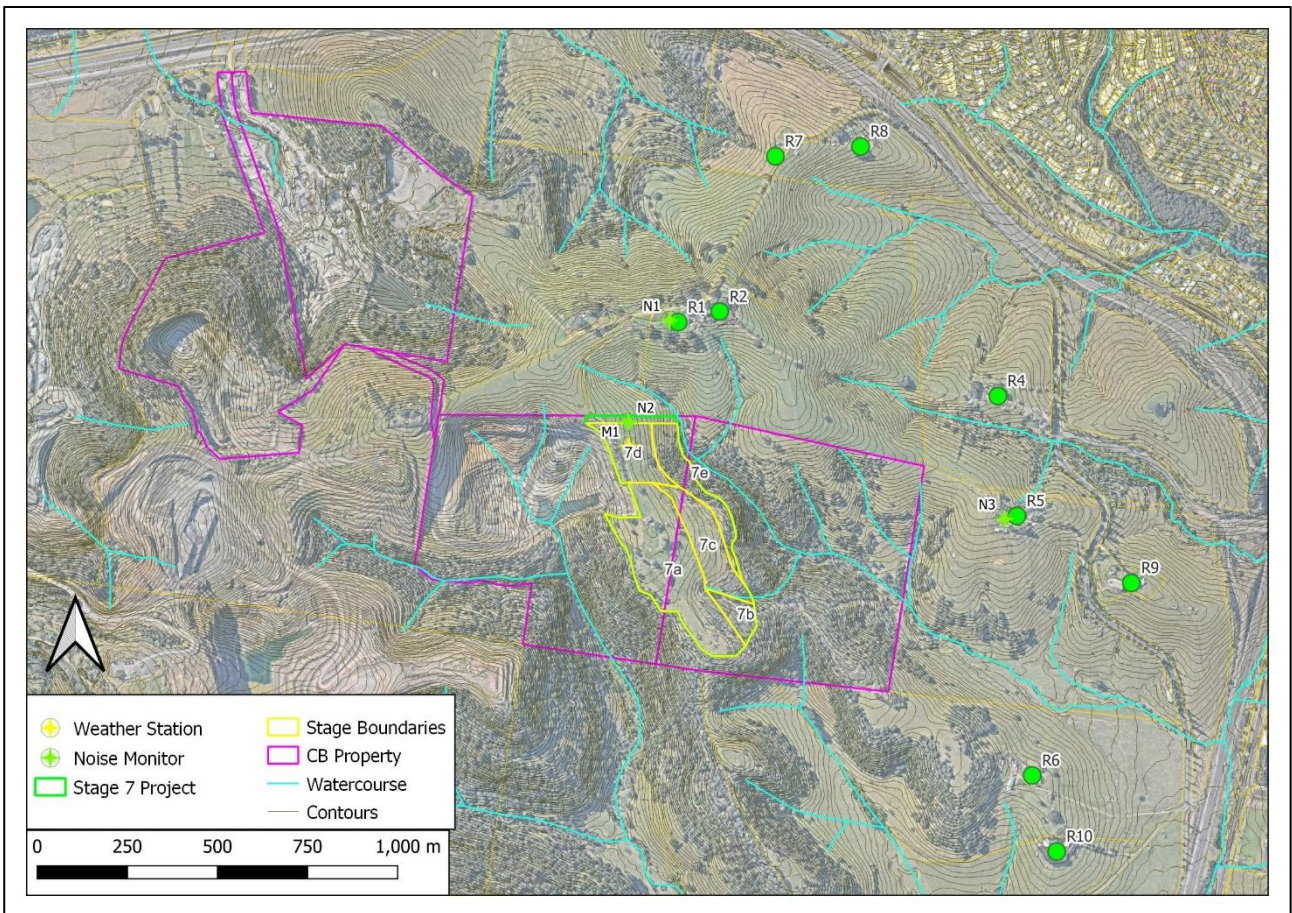 R7
R8
N1
R1
R2
R4
N2
M1
7d
7e
N3
R5
7c
7a
R9
7b
R6
R10
Weather Station
Noise Monitor
Stage 7 Project
Stage Boundaries
CB Property
Watercourse
Contours
0 250 500 750 1,000 m